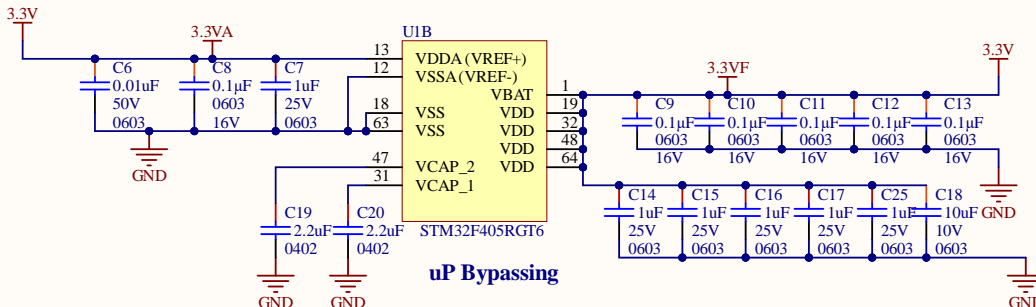 3.3V
3.3VA
C6
0.01uF
50V
0603
C8
0.1µF
0603
16V
C7
1uF
25V
0603
GND
U1B
13
12
18
63
47
31
VDDA (VREF+)
VSSA (VREF-)
VSS
VSS
VCAP_2
VCAP_1
VBAT
VDD
VDD
VDD
VDD
1
19
32
48
64
STM32F405RGT6
C19
2.2uF
0402
GND
C20
2.2uF
0402
GND
uP Bypassing
3.3VF
3.3V
C9
0.1µF
0603
16V
C10
0.1µF
0603
16V
C11
0.1µF
0603
16V
C12
0.1µF
0603
16V
C13
0.1µF
0603
16V
GND
C14
1uF
25V
0603
C15
1uF
25V
0603
C16
1uF
25V
0603
C17
1uF
25V
0603
C25
1uF
25V
0603
C18
10uF
10V
0603
GND